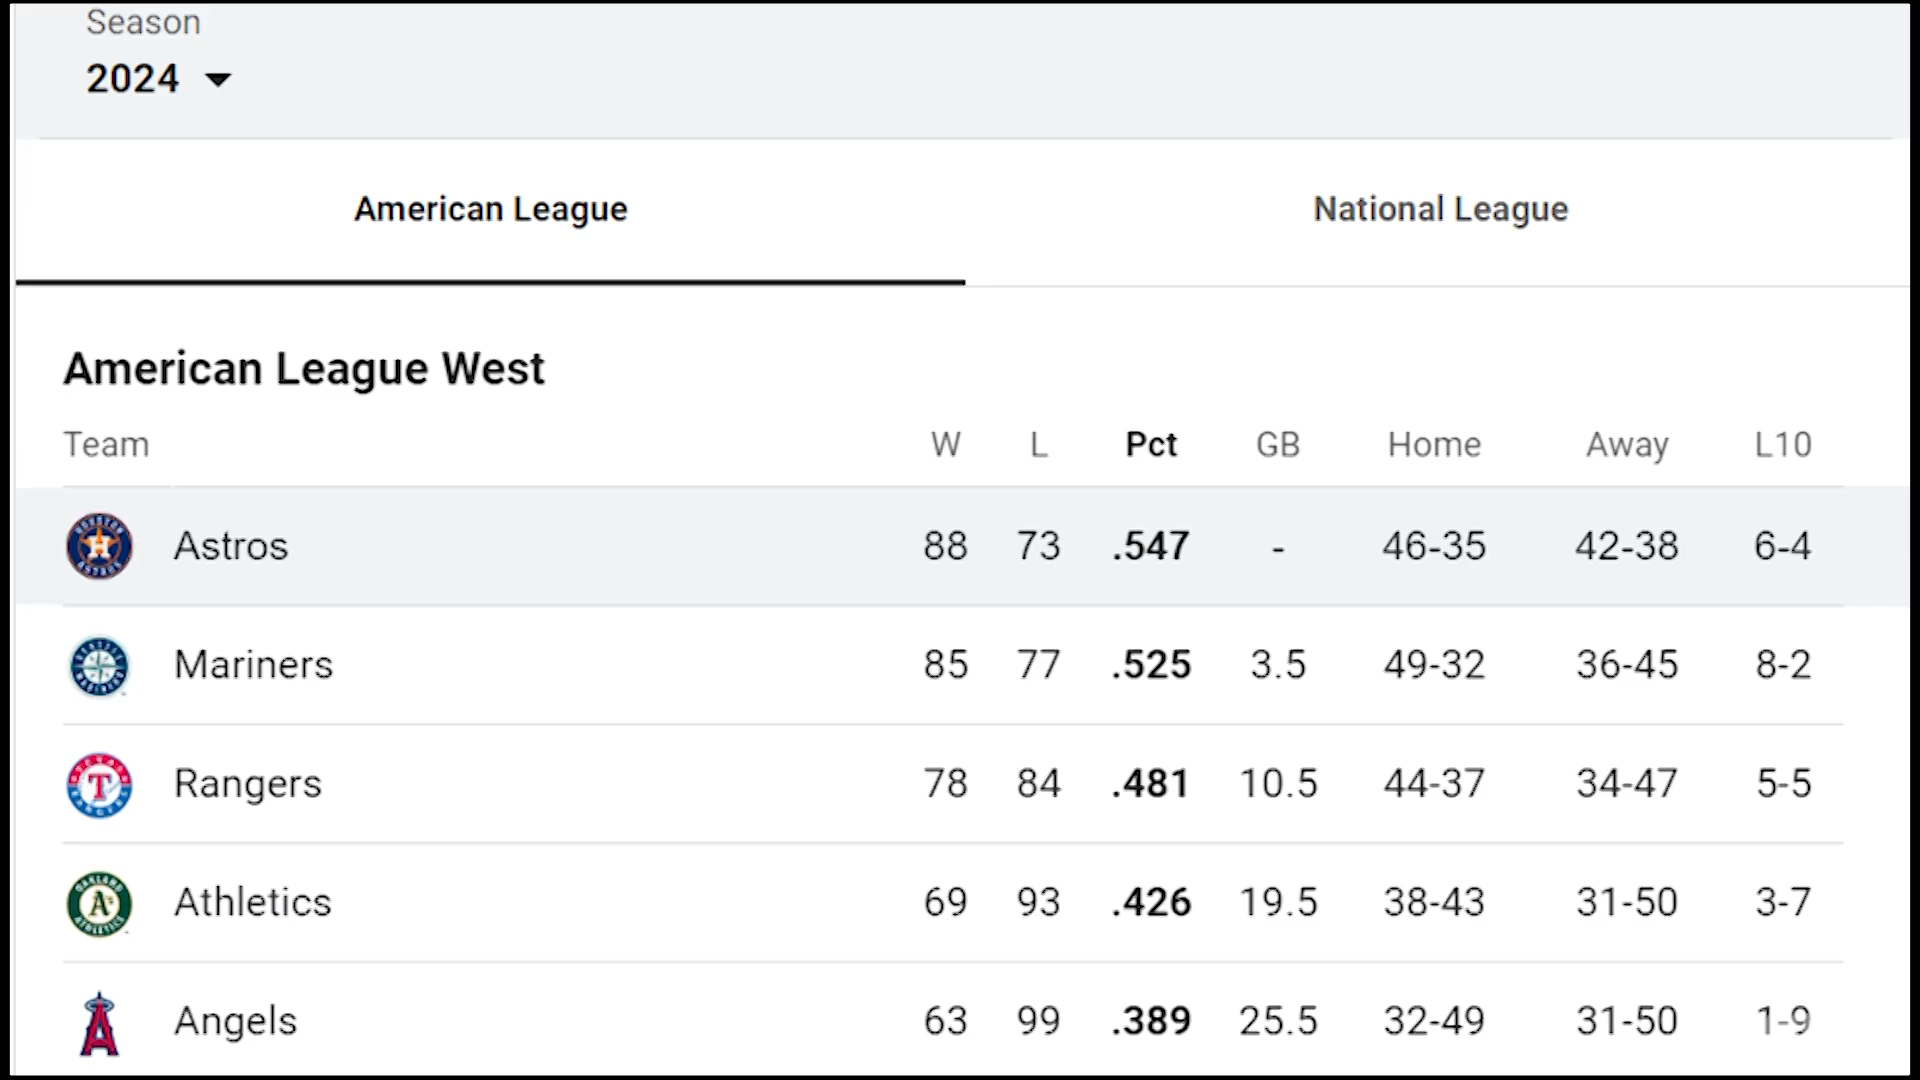 Season
2024
American League National League
American League West
Team W L Pct GB Home Away L10
Astros 88 73 .547 - 46-35 42-38 6-4
Mariners 85 77 .525 3.5 49-32 36-45 8-2
Rangers 78 84 .481 10.5 44-37 34-47 5-5
Athletics 69 93 .426 19.5 38-43 31-50 3-7
Angels 63 99 .389 25.5 32-49 31-50 1-9